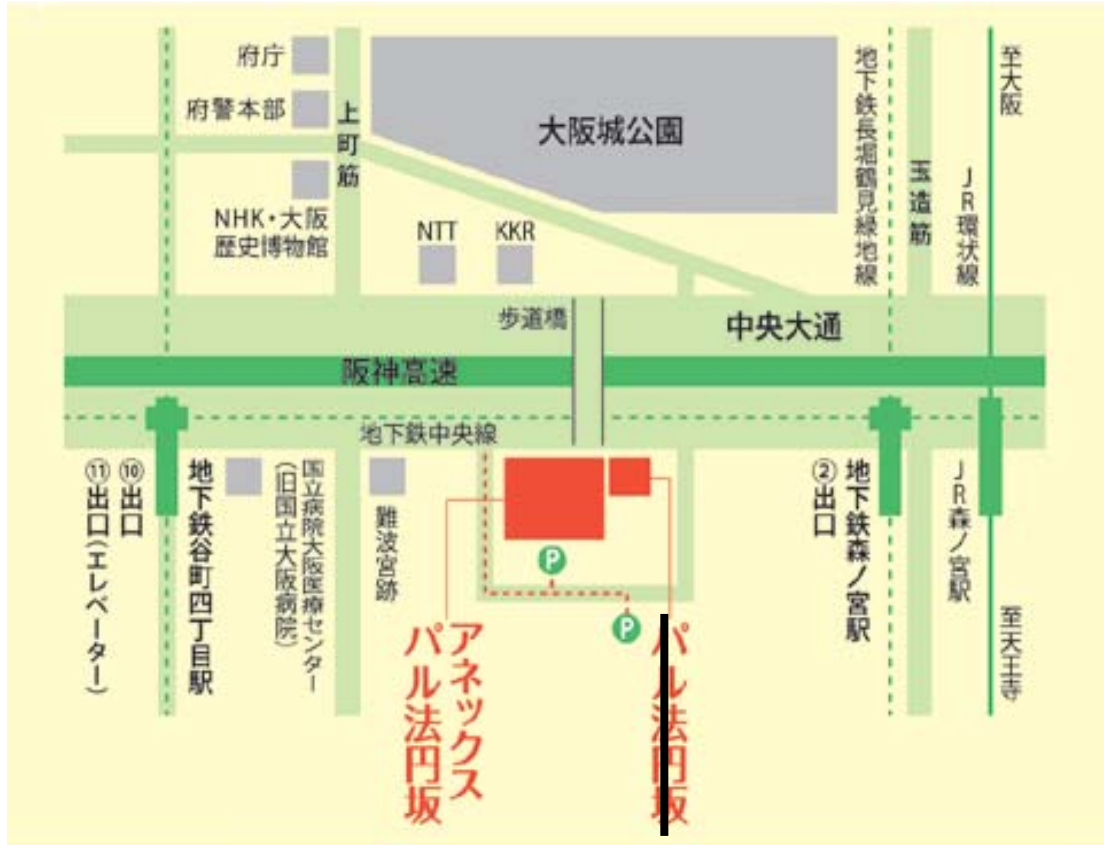 府庁
府警本部
上町筋
NHK・大阪
歴史博物館
NTT
KKR
大阪城公園
地下鉄長堀鶴見緑地線
玉造筋
JR環状線
至大阪
歩道橋
中央大通
阪神高速
地下鉄中央線
⑪出口(エレベーター)
⑩出口
地下鉄谷町四丁目駅
国立病院大阪医療センター
(旧国立大阪病院)
難波宮跡
P
P
アネックス
パル法円坂
パル法円坂
②出口
地下鉄森ノ宮駅
JR森ノ宮駅
至天王寺